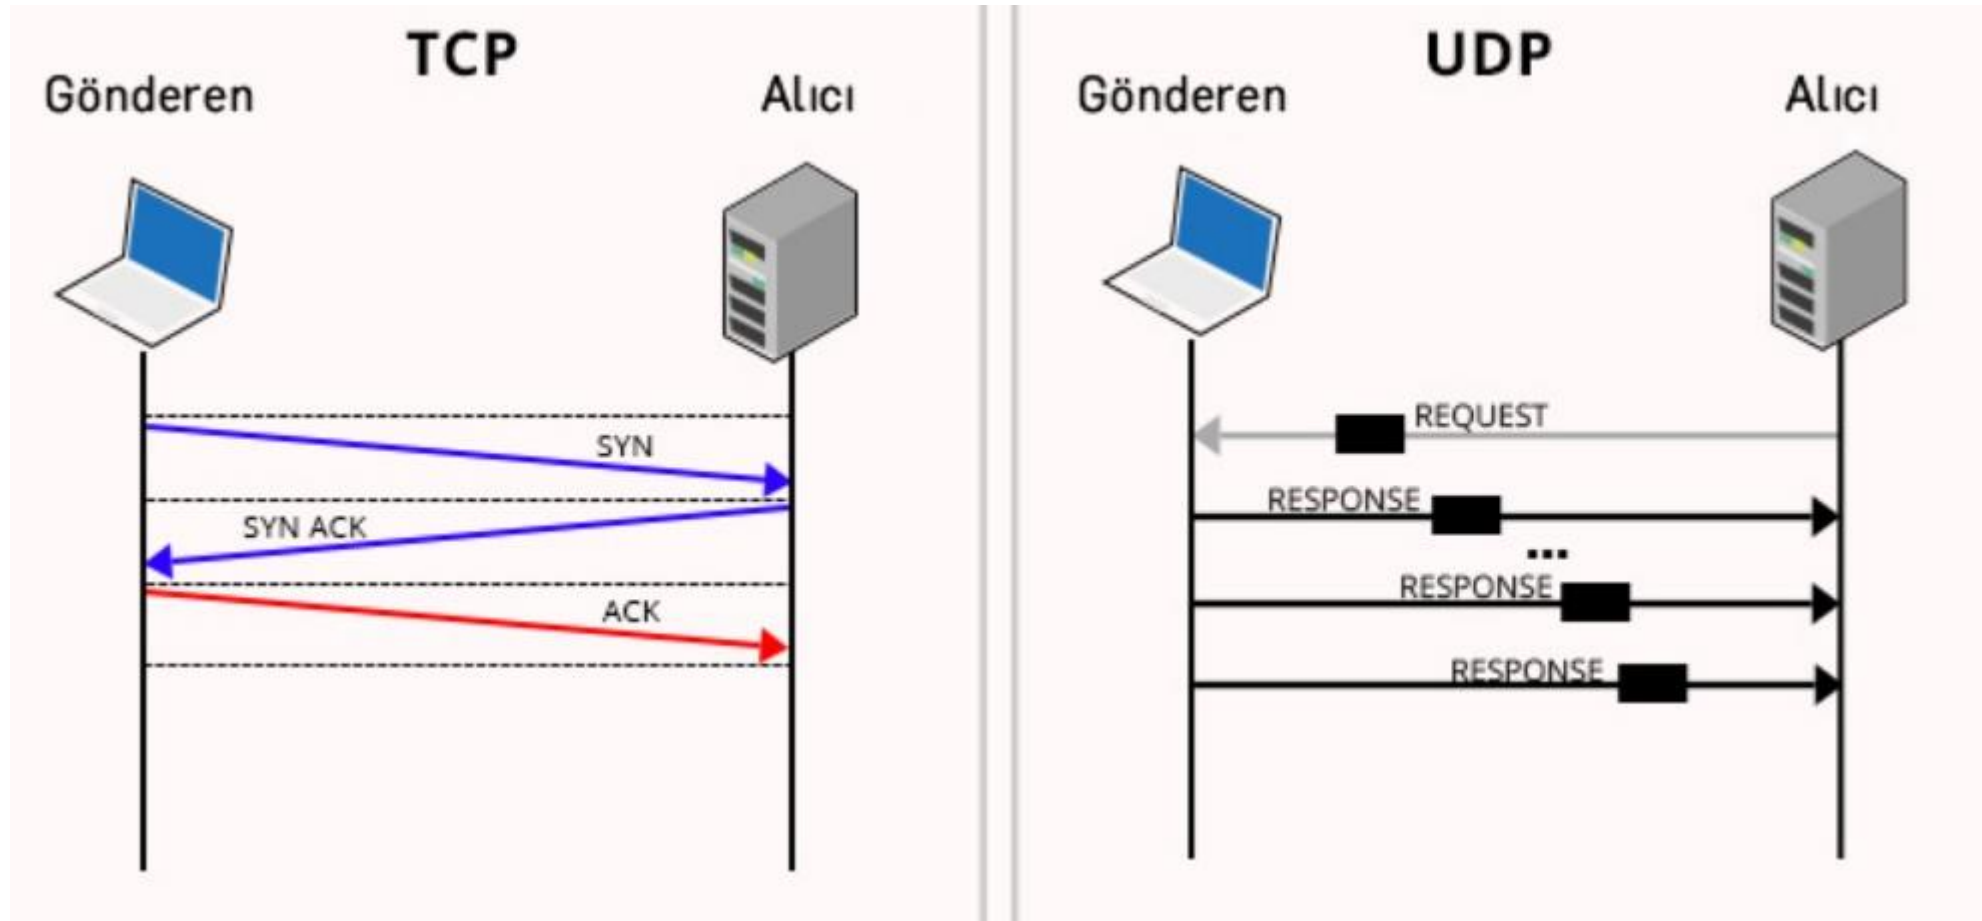 TCP
Gönderen
Alıcı
SYN
SYN ACK
ACK
UDP
Gönderen
Alıcı
REQUEST
RESPONSE
...
RESPONSE
RESPONSE